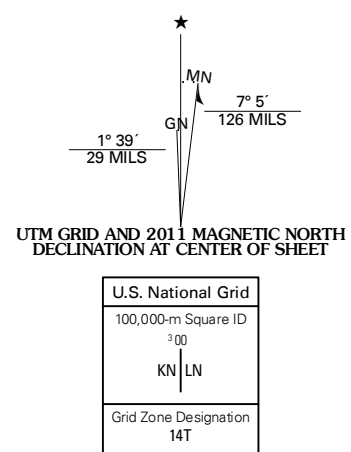 ★
MN
GN
7° 5´
126 MILS
1° 39´
29 MILS
UTM GRID AND 2011 MAGNETIC NORTH
DECLINATION AT CENTER OF SHEET
U.S. National Grid
100,000-m Square ID
³00
KN LN
Grid Zone Designation
14T